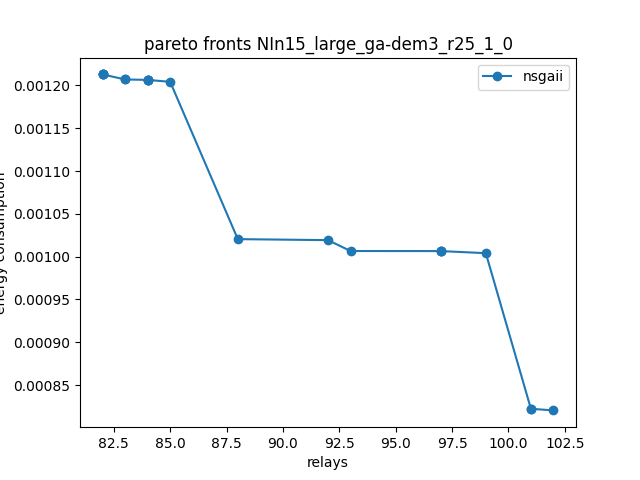 pareto fronts NIn15_large_ga-dem3_r25_1_0
nsgaii
0.00120
0.00115
0.00110
0.00105
0.00100
0.00095
0.00090
0.00085
energy consumption
82.5 85.0 87.5 90.0 92.5 95.0 97.5 100.0 102.5
relays